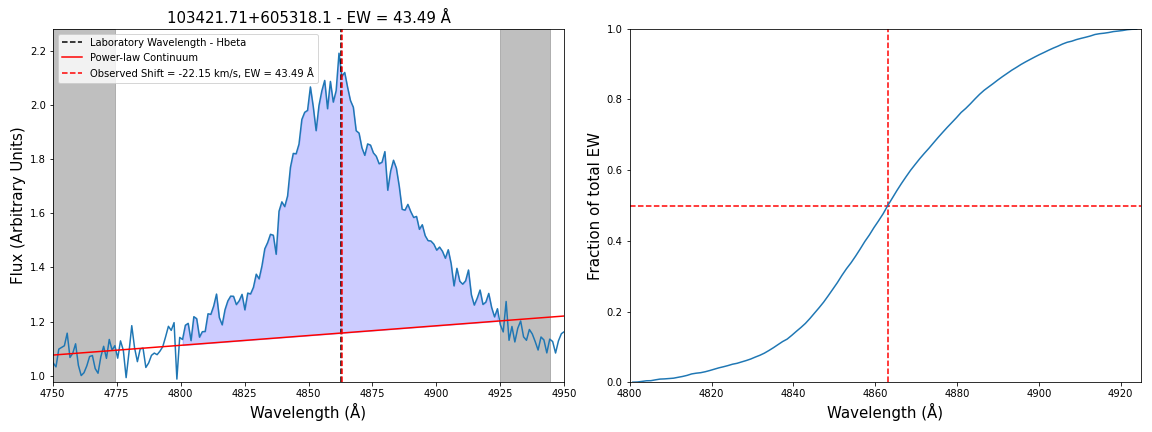 103421.71+605318.1 - EW = 43.49 Å
Laboratory Wavelength - Hbeta
Power-law Continuum
Observed Shift = -22.15 km/s, EW = 43.49 Å
Flux (Arbitrary Units)
2.2
2.0
1.8
1.6
1.4
1.2
1.0
4750 4775 4800 4825 4850 4875 4900 4925 4950
Wavelength (Å)
Fraction of total EW
1.0
0.8
0.6
0.4
0.2
0.0
4800 4820 4840 4860 4880 4900 4920
Wavelength (Å)